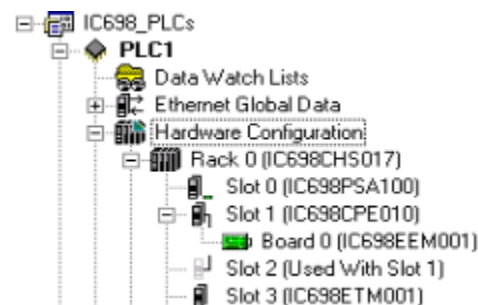 IC698_PLCs
PLC1
Data Watch Lists
Ethernet Global Data
Hardware Configuration
Rack 0 (IC698CHS017)
Slot 0 (IC698PSA100)
Slot 1 (IC698CPE010)
Board 0 (IC698EEM001)
Slot 2 (Used With Slot 1)
Slot 3 (IC698ETM001)